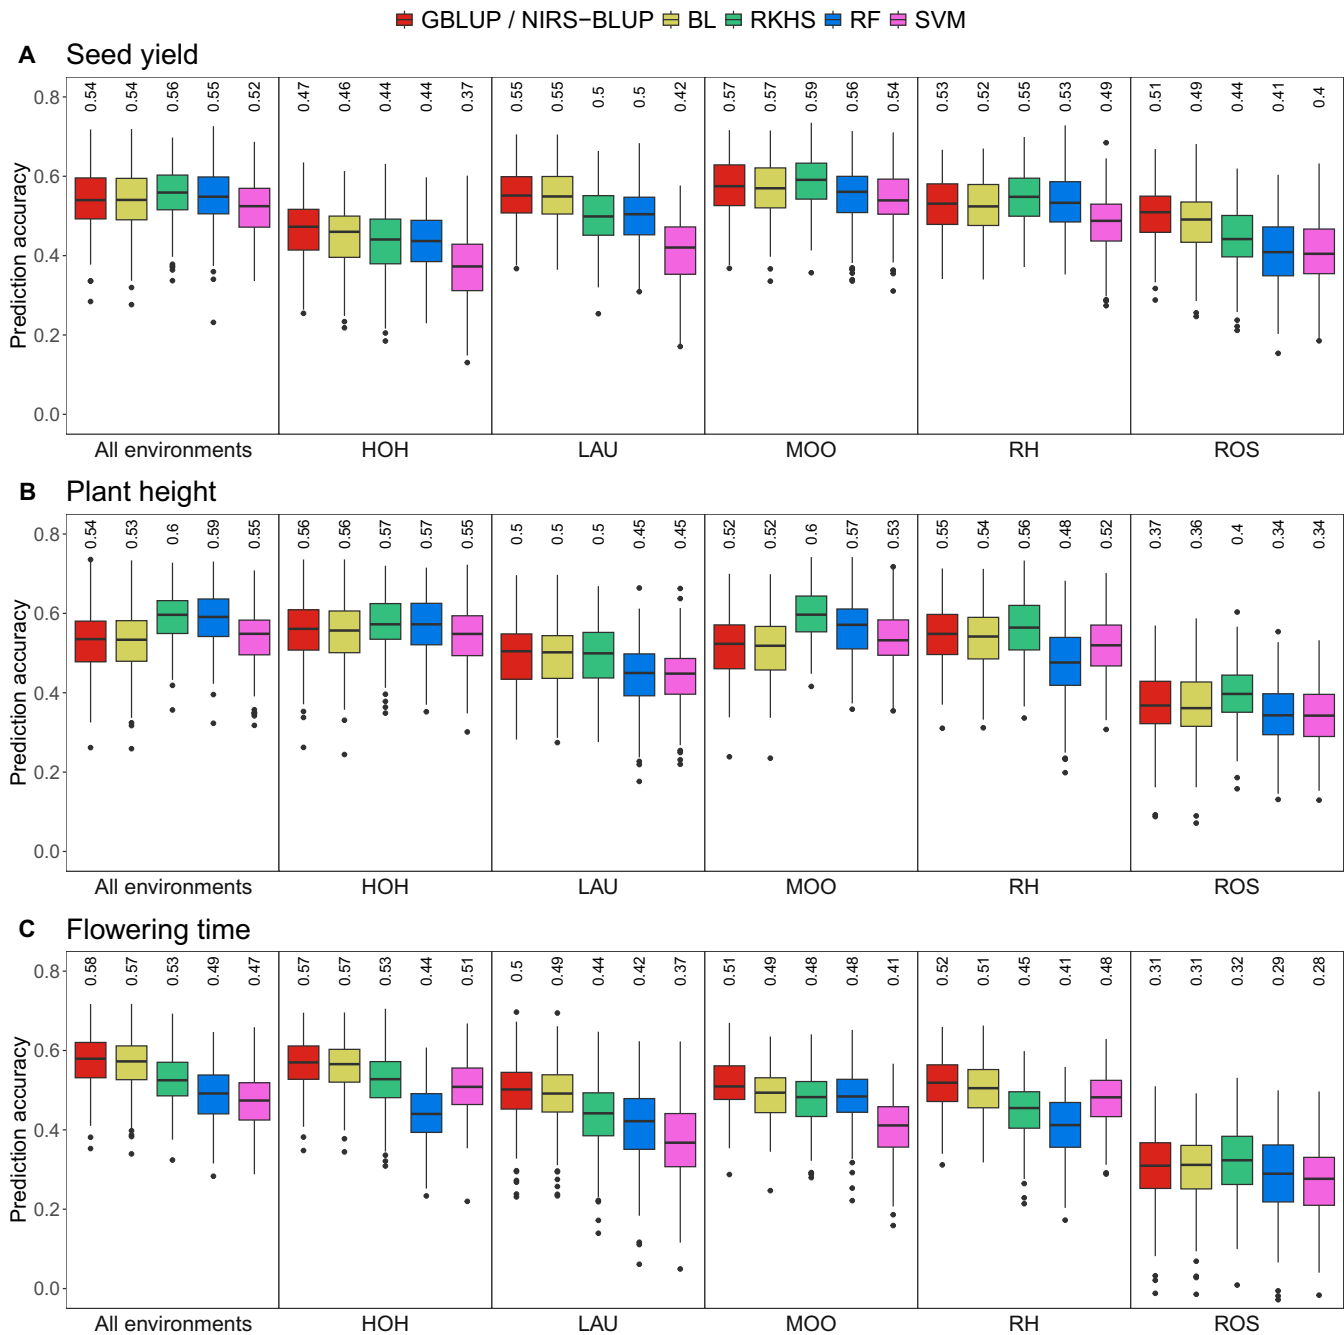 GBLUP / NIRS−BLUP BL RKHS RF SVM
A Seed yield
0.54 0.54 0.56 0.55 0.52 0.47 0.46 0.44 0.44 0.37 0.55 0.55 0.5 0.5 0.42 0.57 0.57 0.59 0.56 0.54 0.53 0.52 0.55 0.53 0.49 0.51 0.49 0.44 0.41 0.4
0.8
0.6
0.4
0.2
0.0
Prediction accuracy
All environments HOH LAU MOO RH ROS
B Plant height
0.54 0.53 0.6 0.59 0.55 0.56 0.56 0.57 0.57 0.55 0.5 0.5 0.5 0.45 0.45 0.52 0.52 0.6 0.57 0.53 0.55 0.54 0.56 0.48 0.52 0.37 0.36 0.4 0.34 0.34
0.8
0.6
0.4
0.2
0.0
Prediction accuracy
All environments HOH LAU MOO RH ROS
C Flowering time
0.58 0.57 0.53 0.49 0.47 0.57 0.57 0.53 0.44 0.51 0.5 0.49 0.44 0.42 0.37 0.51 0.49 0.48 0.48 0.41 0.52 0.51 0.45 0.41 0.48 0.31 0.31 0.32 0.29 0.28
0.8
0.6
0.4
0.2
0.0
Prediction accuracy
All environments HOH LAU MOO RH ROS